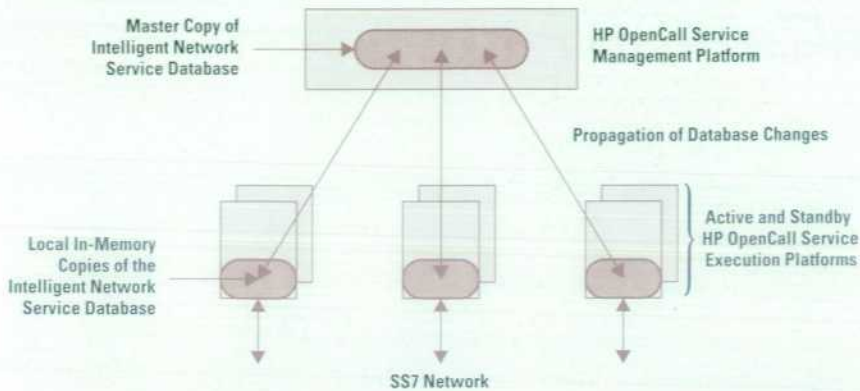 Master Copy of
Intelligent Network
Service Database
HP OpenCall Service
Management Platform
Propagation of Database Changes
Local In-Memory
Copies of the
Intelligent Network
Service Database
Active and Standby
HP OpenCall Service
Execution Platforms
SS7 Network